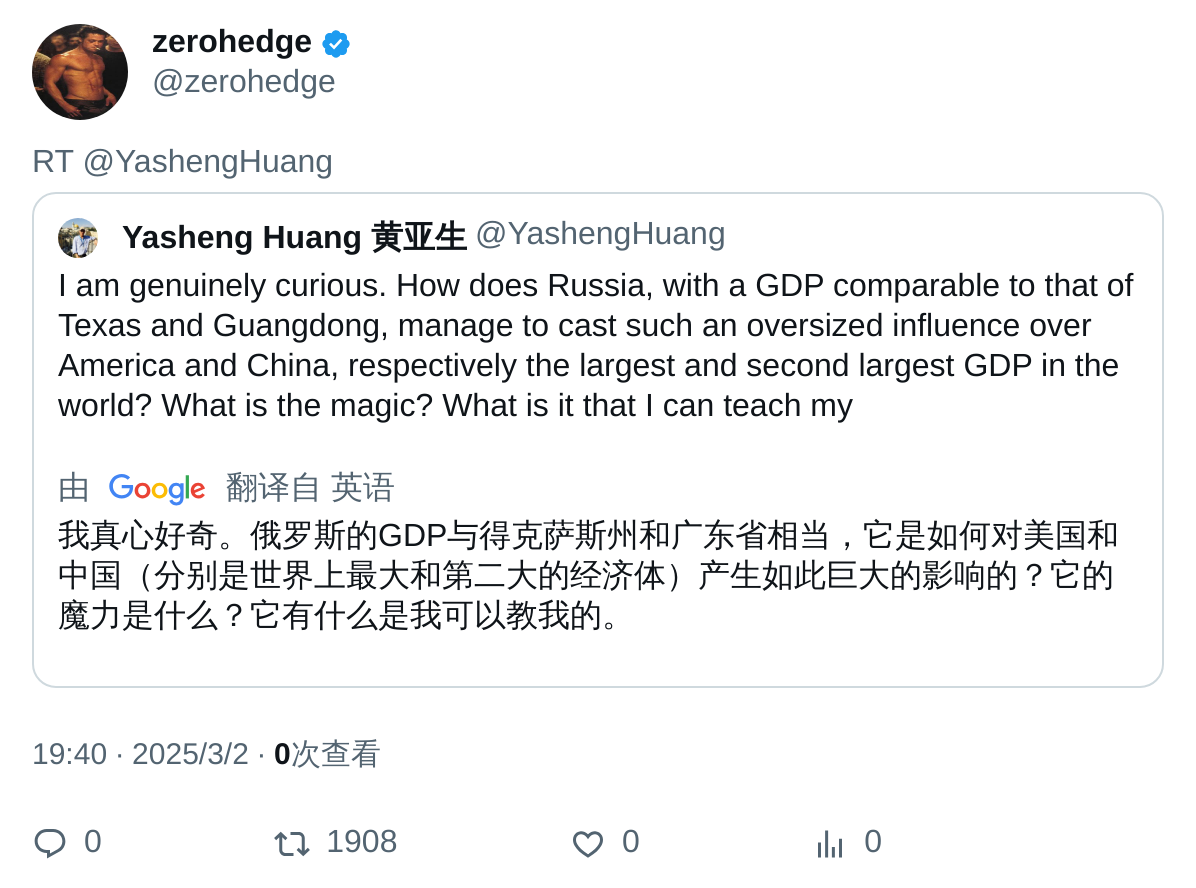 zerohedge
@zerohedge
RT @YashengHuang
Yasheng Huang 黄亚生 @YashengHuang
I am genuinely curious. How does Russia, with a GDP comparable to that of
Texas and Guangdong, manage to cast such an oversized influence over
America and China, respectively the largest and second largest GDP in the
world? What is the magic? What is it that I can teach my
由 Google 翻译自 英语
我真心好奇。俄罗斯的GDP与得克萨斯州和广东省相当，它是如何对美国和
中国（分别是世界上最大和第二大的经济体）产生如此巨大的影响的？它的
魔力是什么？它有什么是我可以教我的。
19:40 · 2025/3/2 · 0次查看
0 1908 0 0